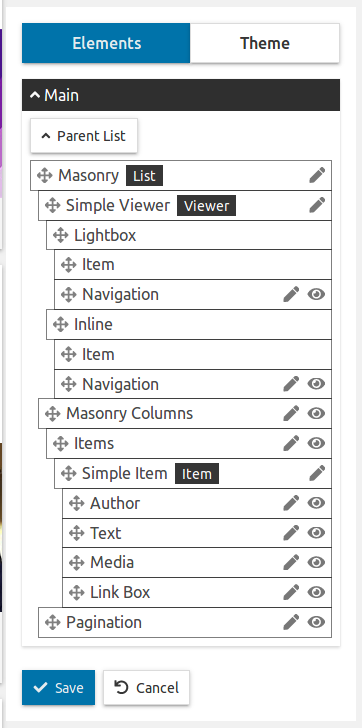 Elements Theme
Main
Parent List
Masonry List
Simple Viewer Viewer
Lightbox
Item
Navigation
Inline
Item
Navigation
Masonry Columns
Items
Simple Item Item
Author
Text
Media
Link Box
Pagination
Save Cancel